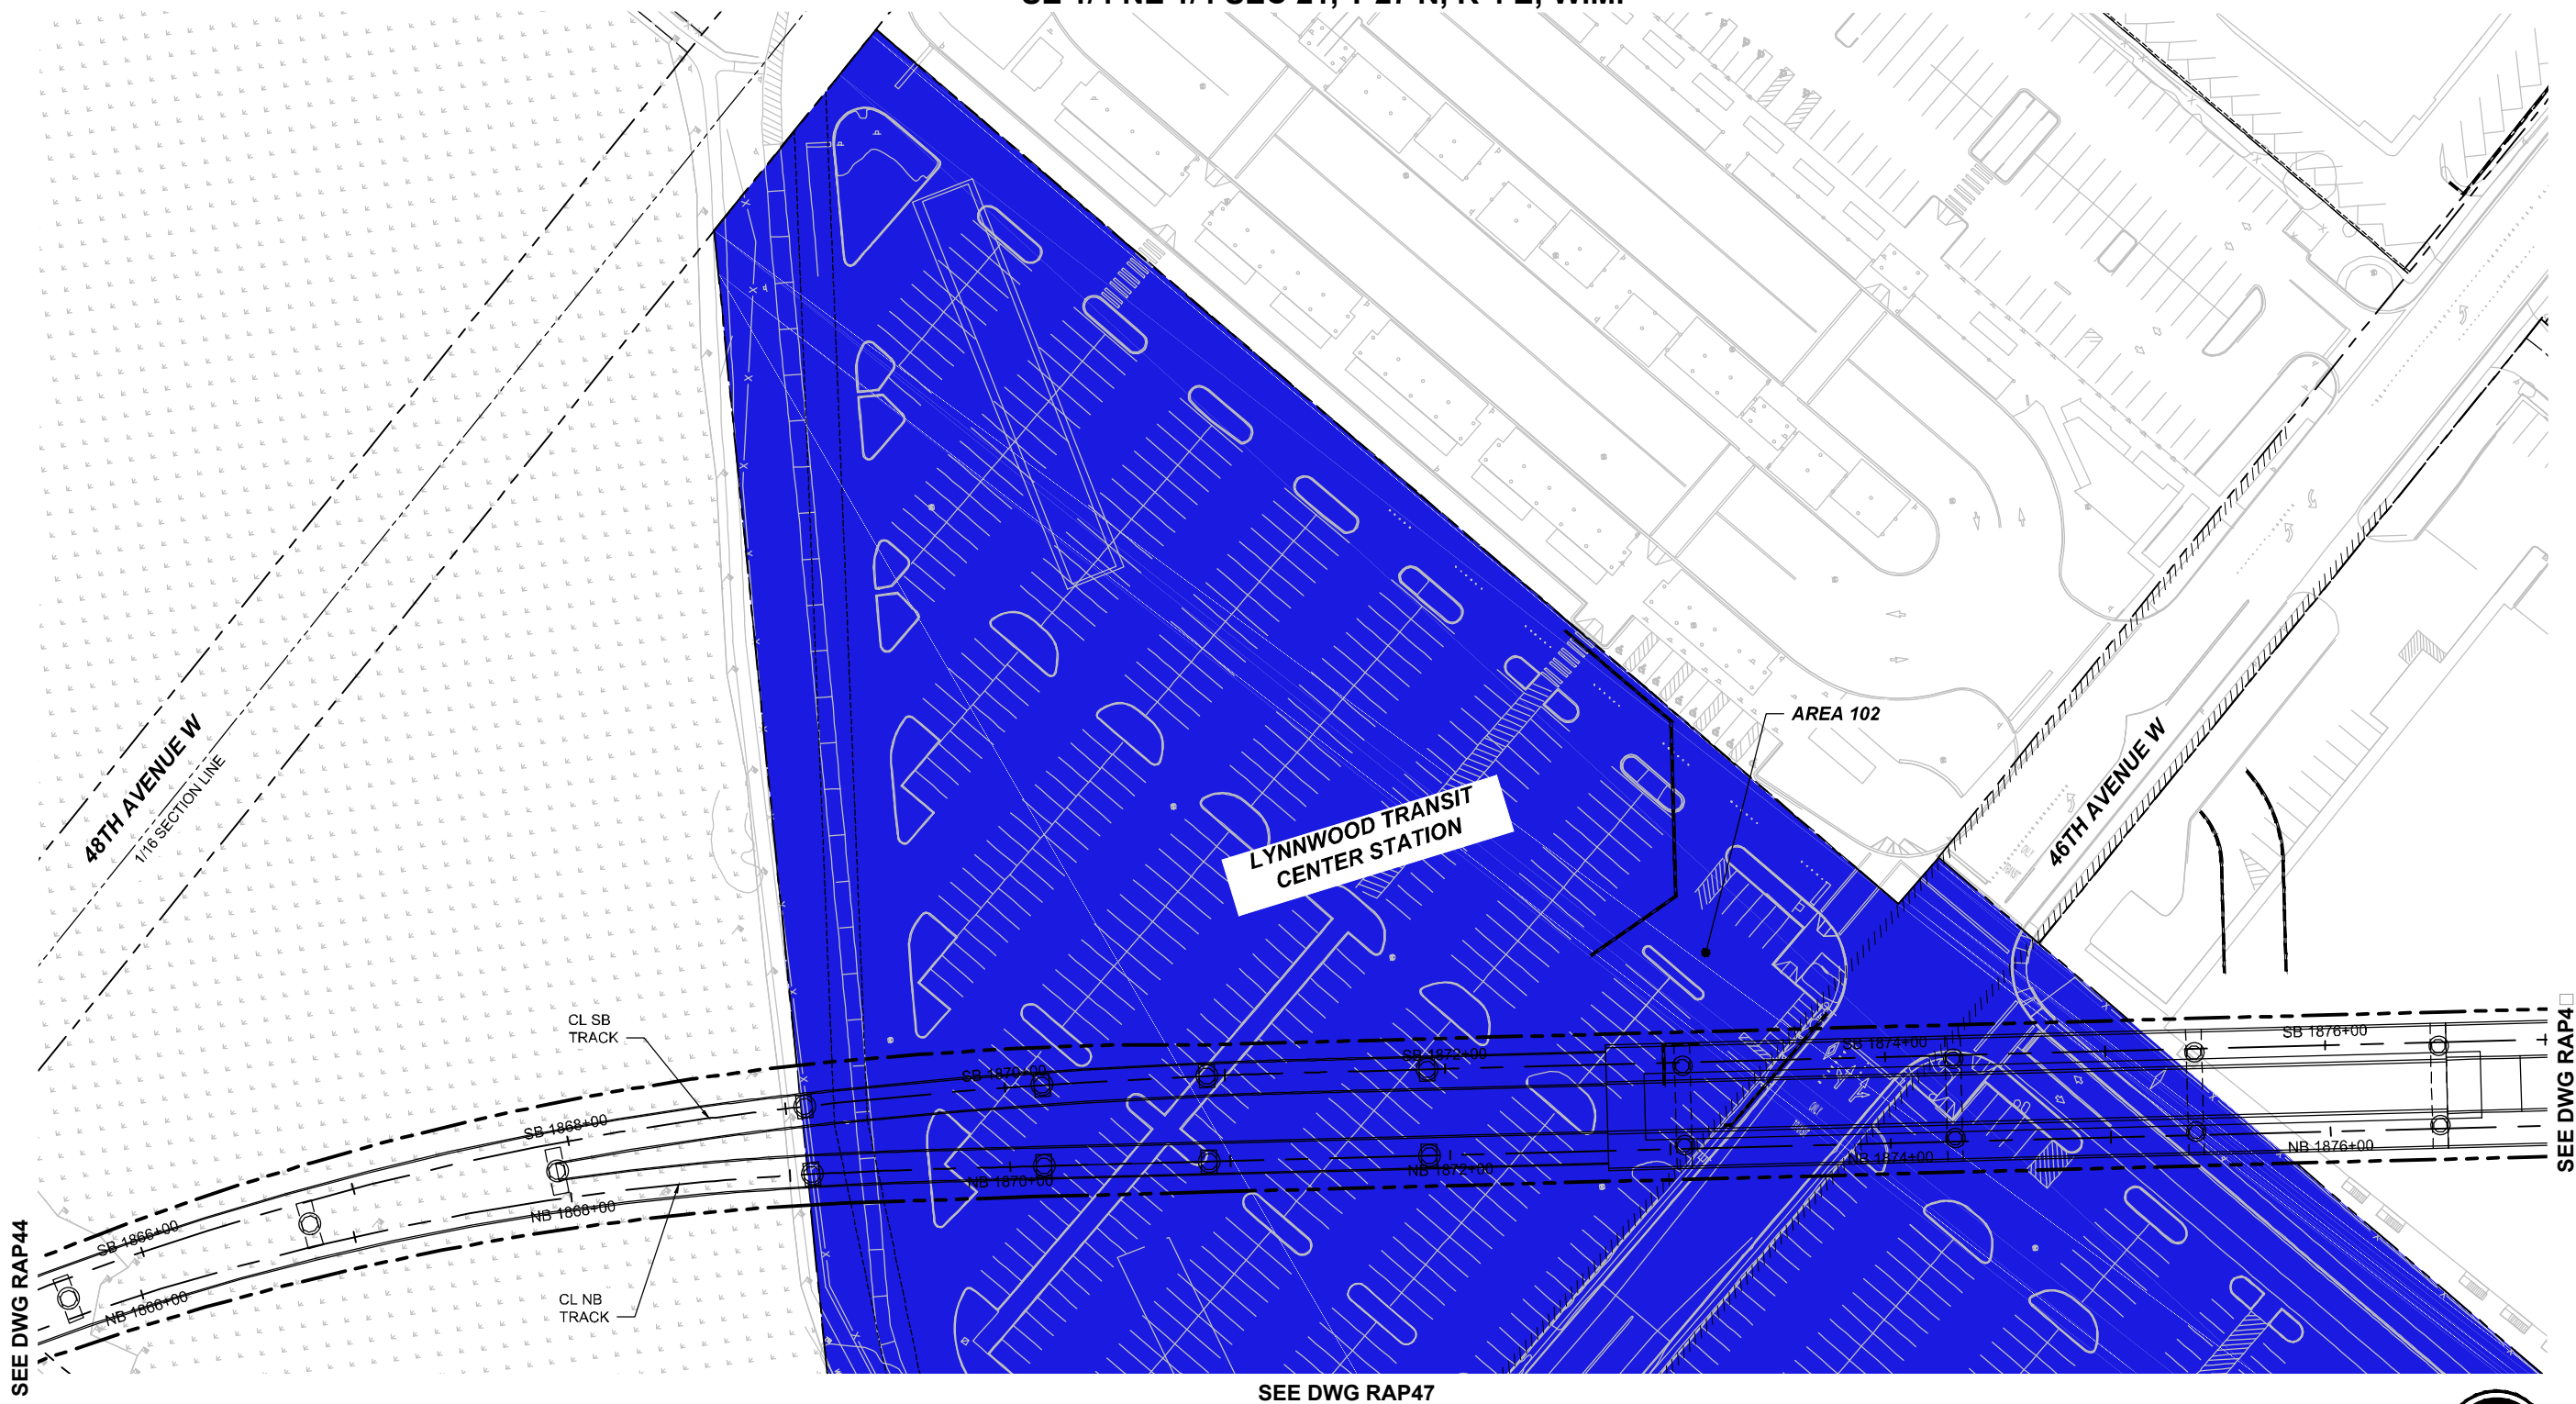 48TH AVENUE W
1/16 SECTION LINE
AREA 102
LYNNWOOD TRANSIT
CENTER STATION
46TH AVENUE W
CL SB
TRACK
SB 1866+00
SB 1868+00
SB 1870+00
SB 1872+00
SB 1874+00
SB 1876+00
NB 1866+00
NB 1868+00
NB 1870+00
NB 1872+00
NB 1874+00
NB 1876+00
CL NB
TRACK
SEE DWG RAP44
SEE DWG RAP4
SEE DWG RAP47